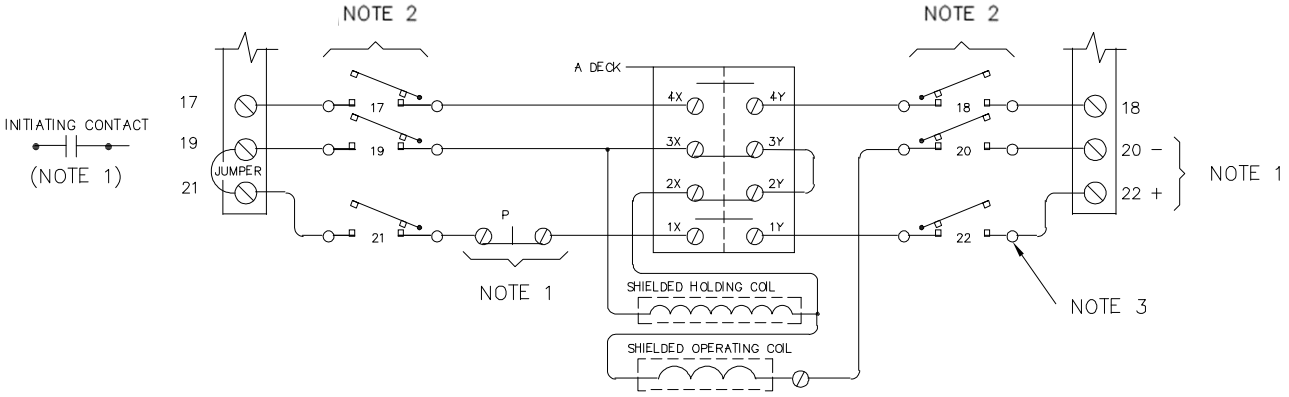 NOTE 2
NOTE 2
A DECK
17
17
4X
4Y
18
18
INITIATING CONTACT
(NOTE 1)
19
19
3X
3Y
20
20 -
NOTE 1
JUMPER
21
2X
2Y
22 +
21
P
1X
1Y
22
NOTE 1
NOTE 3
SHIELDED HOLDING COIL
SHIELDED OPERATING COIL